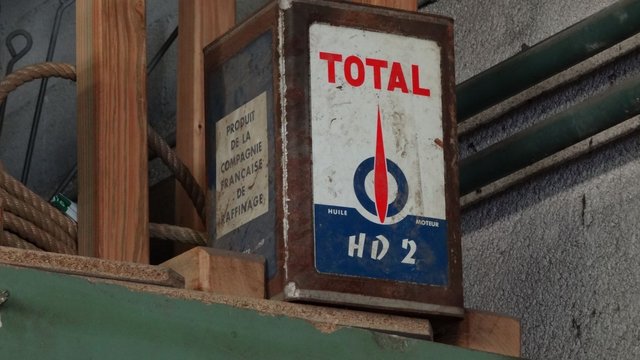 PRODUIT
DE LA
COMPAGNIE
FRANÇAISE
DE
RAFFINAGE
TOTAL
HUILE MOTEUR
HD 2